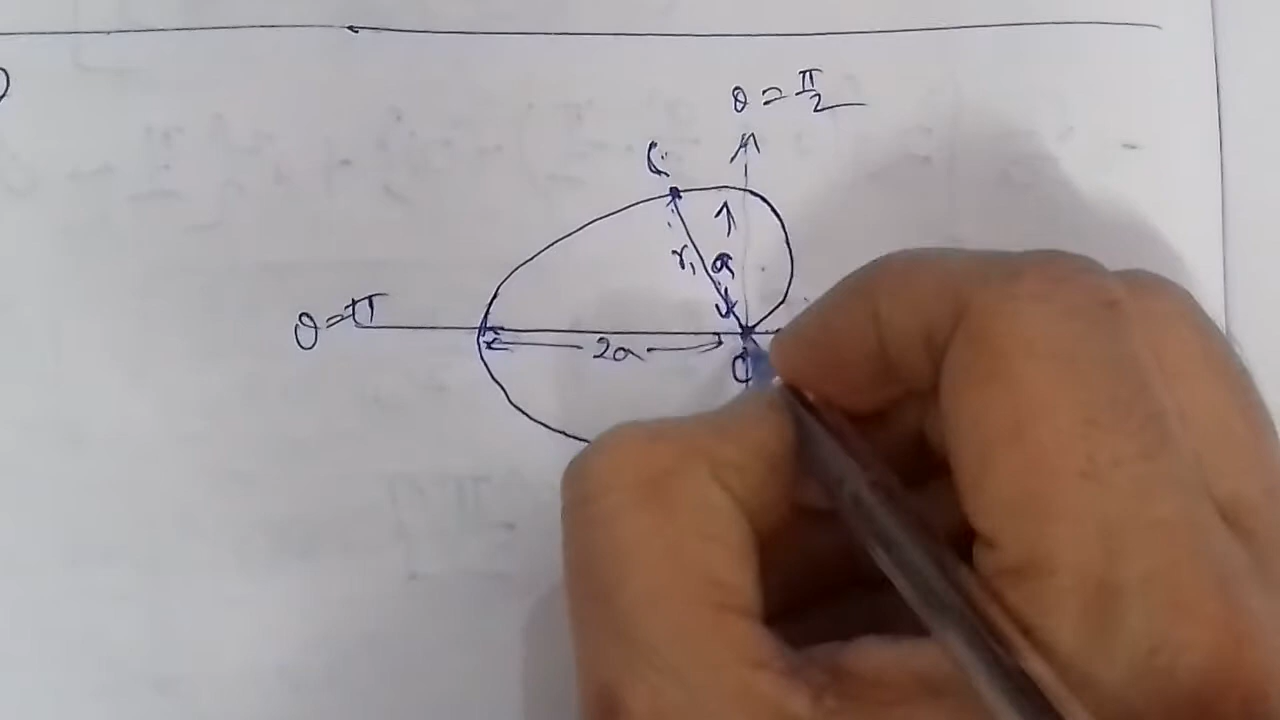 θ = π/2
r₁
a
θ = π
2a
O